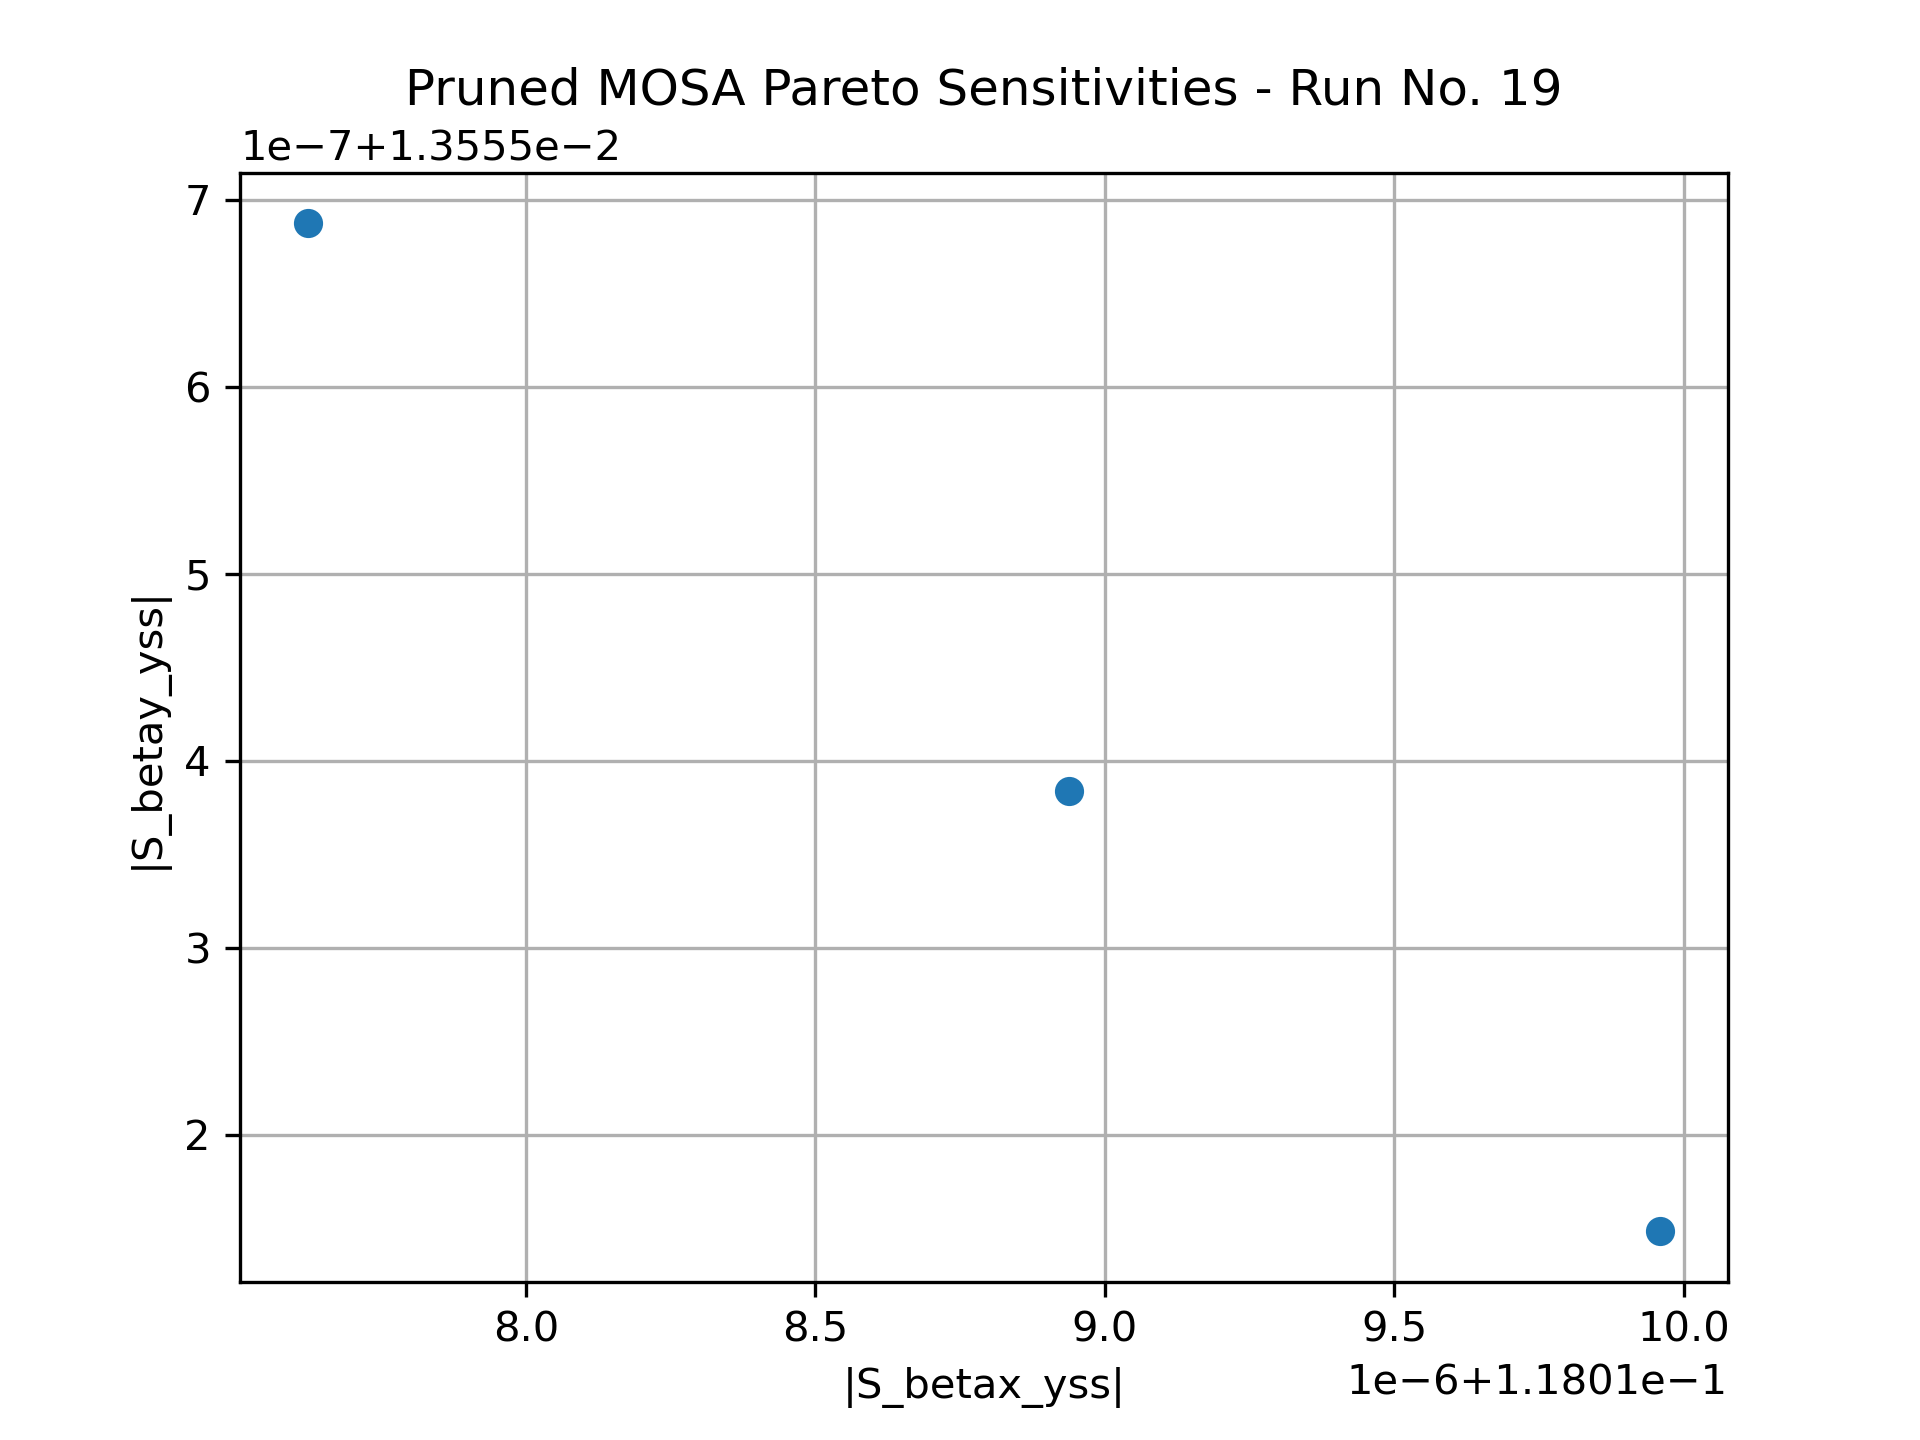 Pruned MOSA Pareto Sensitivities - Run No. 19
1e−7+1.3555e−2
7
6
5
4
3
2
|S_betay_yss|
8.0 8.5 9.0 9.5 10.0
|S_betax_yss|
1e−6+1.1801e−1